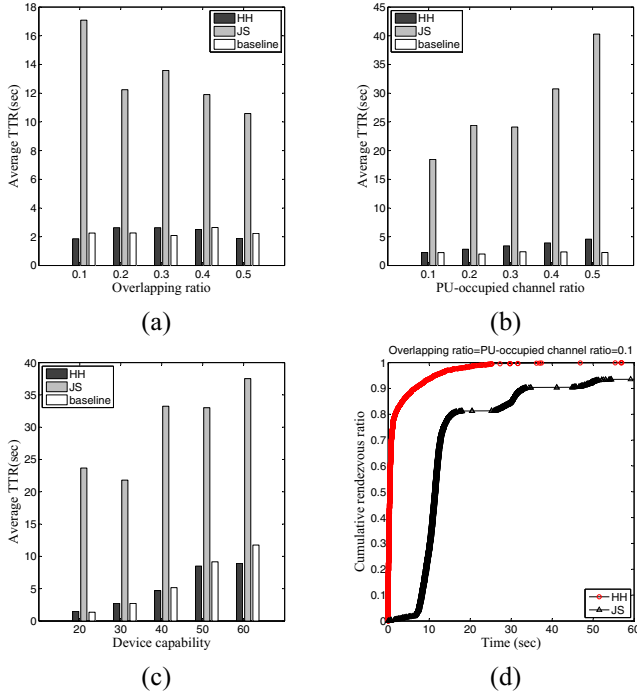 18
16
14
12
10
8
6
4
2
0
Average TTR(sec)
HH
JS
baseline
0.1 0.2 0.3 0.4 0.5
Overlapping ratio
(a)
45
40
35
30
25
20
15
10
5
0
Average TTR(sec)
HH
JS
baseline
0.1 0.2 0.3 0.4 0.5
PU-occupied channel ratio
(b)
40
35
30
25
20
15
10
5
0
Average TTR(sec)
HH
JS
baseline
20 30 40 50 60
Device capability
(c)
Overlapping ratio=PU-occupied channel ratio=0.1
1
0.9
0.8
0.7
0.6
0.5
0.4
0.3
0.2
0.1
0
Cumulative rendezvous ratio
HH
JS
0 10 20 30 40 50 60
Time (sec)
(d)